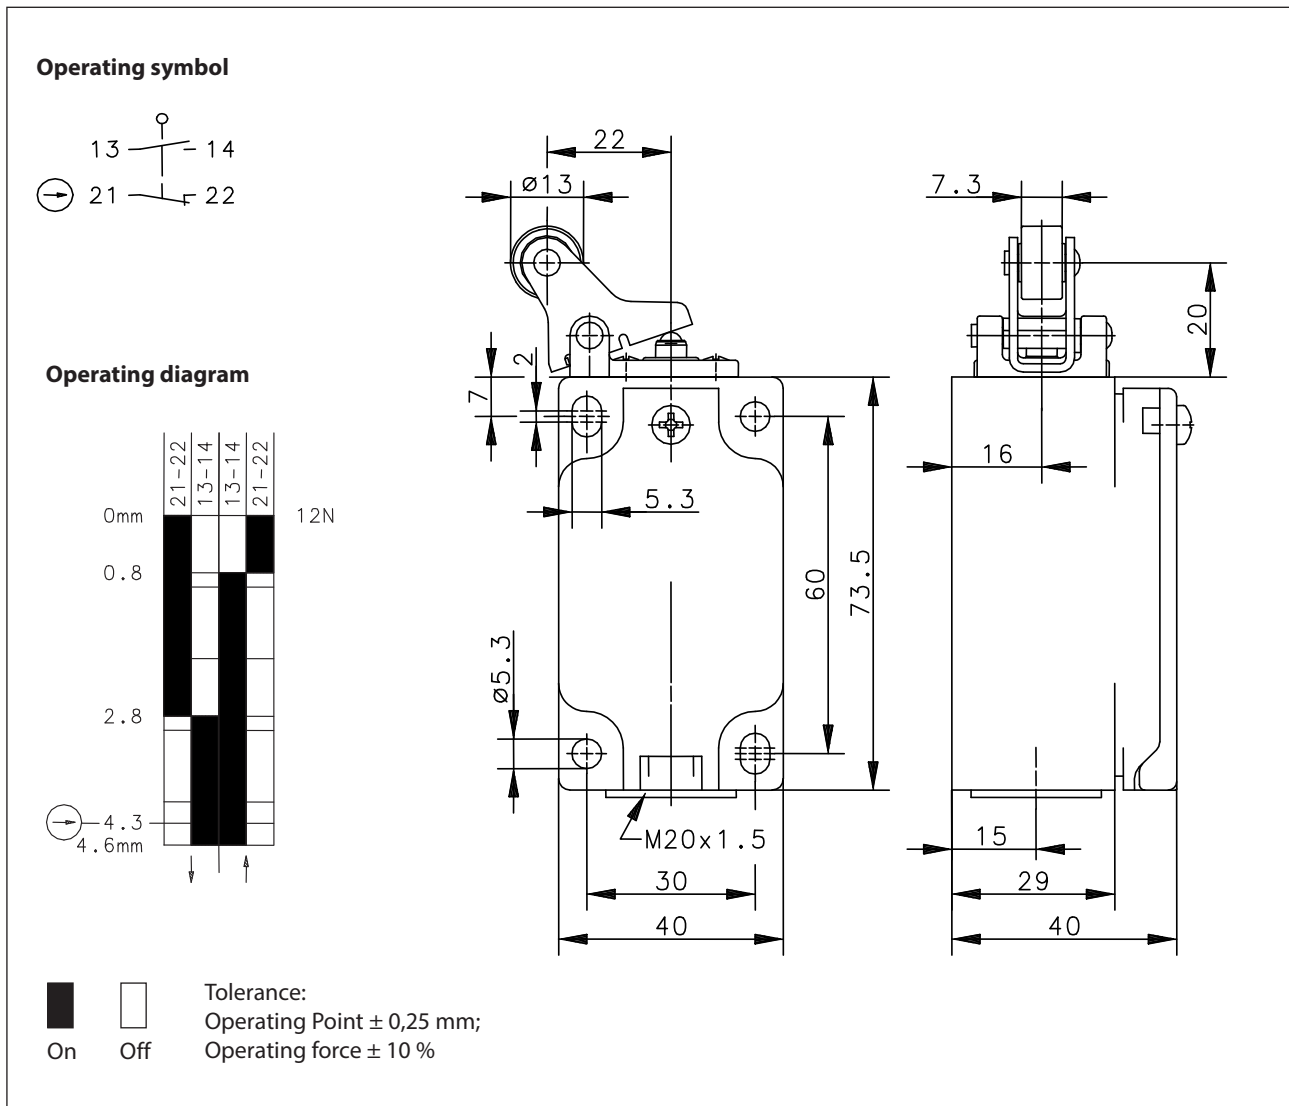 Operating symbol
13 14
21 22
Operating diagram
21-22 13-14 13-14 21-22
0mm 12N
0.8
2.8
4.3
4.6mm
On Off
Tolerance:
Operating Point ± 0,25 mm;
Operating force ± 10 %
22
ø13
2
7
5.3
60
73.5
ø5.3
M20x1.5
30
40
7.3
20
16
15
29
40